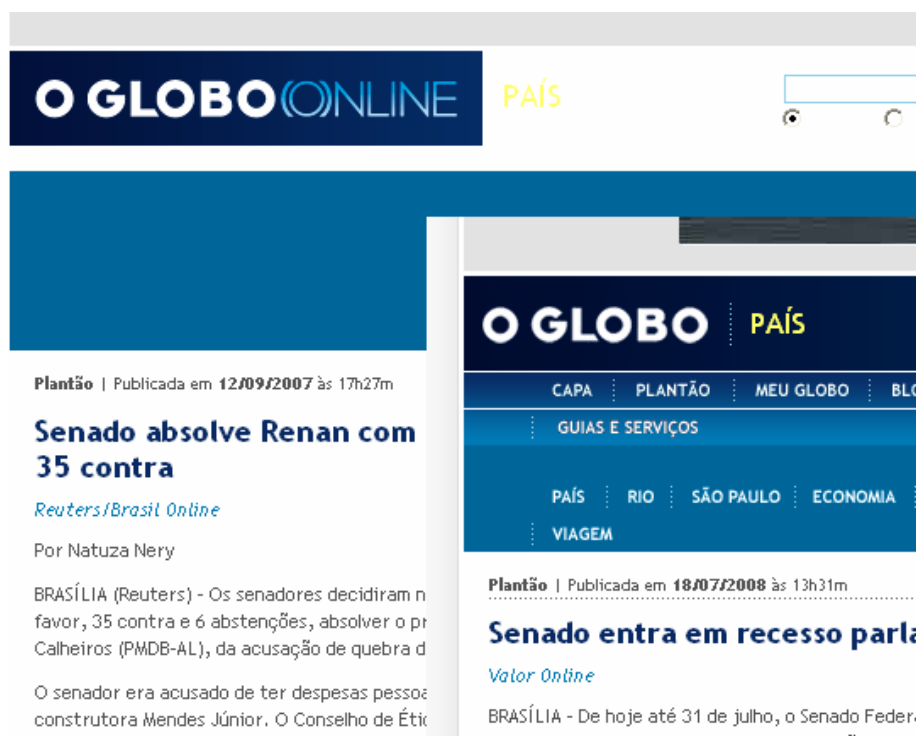 O GLOBO ONLINE PAÍS
Plantão | Publicada em 12/09/2007 às 17h27m
Senado absolve Renan com
35 contra
Reuters/Brasil Online
Por Natuza Nery
BRASÍLIA (Reuters) - Os senadores decidiram
favor, 35 contra e 6 abstenções, absolver o
Calheiros (PMDB-AL), da acusação de quebra
O senador era acusado de ter despesas
construtora Mendes Júnior. O Conselho de
O GLOBO PAÍS
CAPA PLANTÃO MEU GLOBO
GUIAS E SERVIÇOS
PAÍS RIO SÃO PAULO ECONOMIA
VIAGEM
Plantão | Publicada em 18/07/2008 às 13h31m
Senado entra em recesso
Valor Online
BRASÍLIA - De hoje até 31 de julho, o Senado